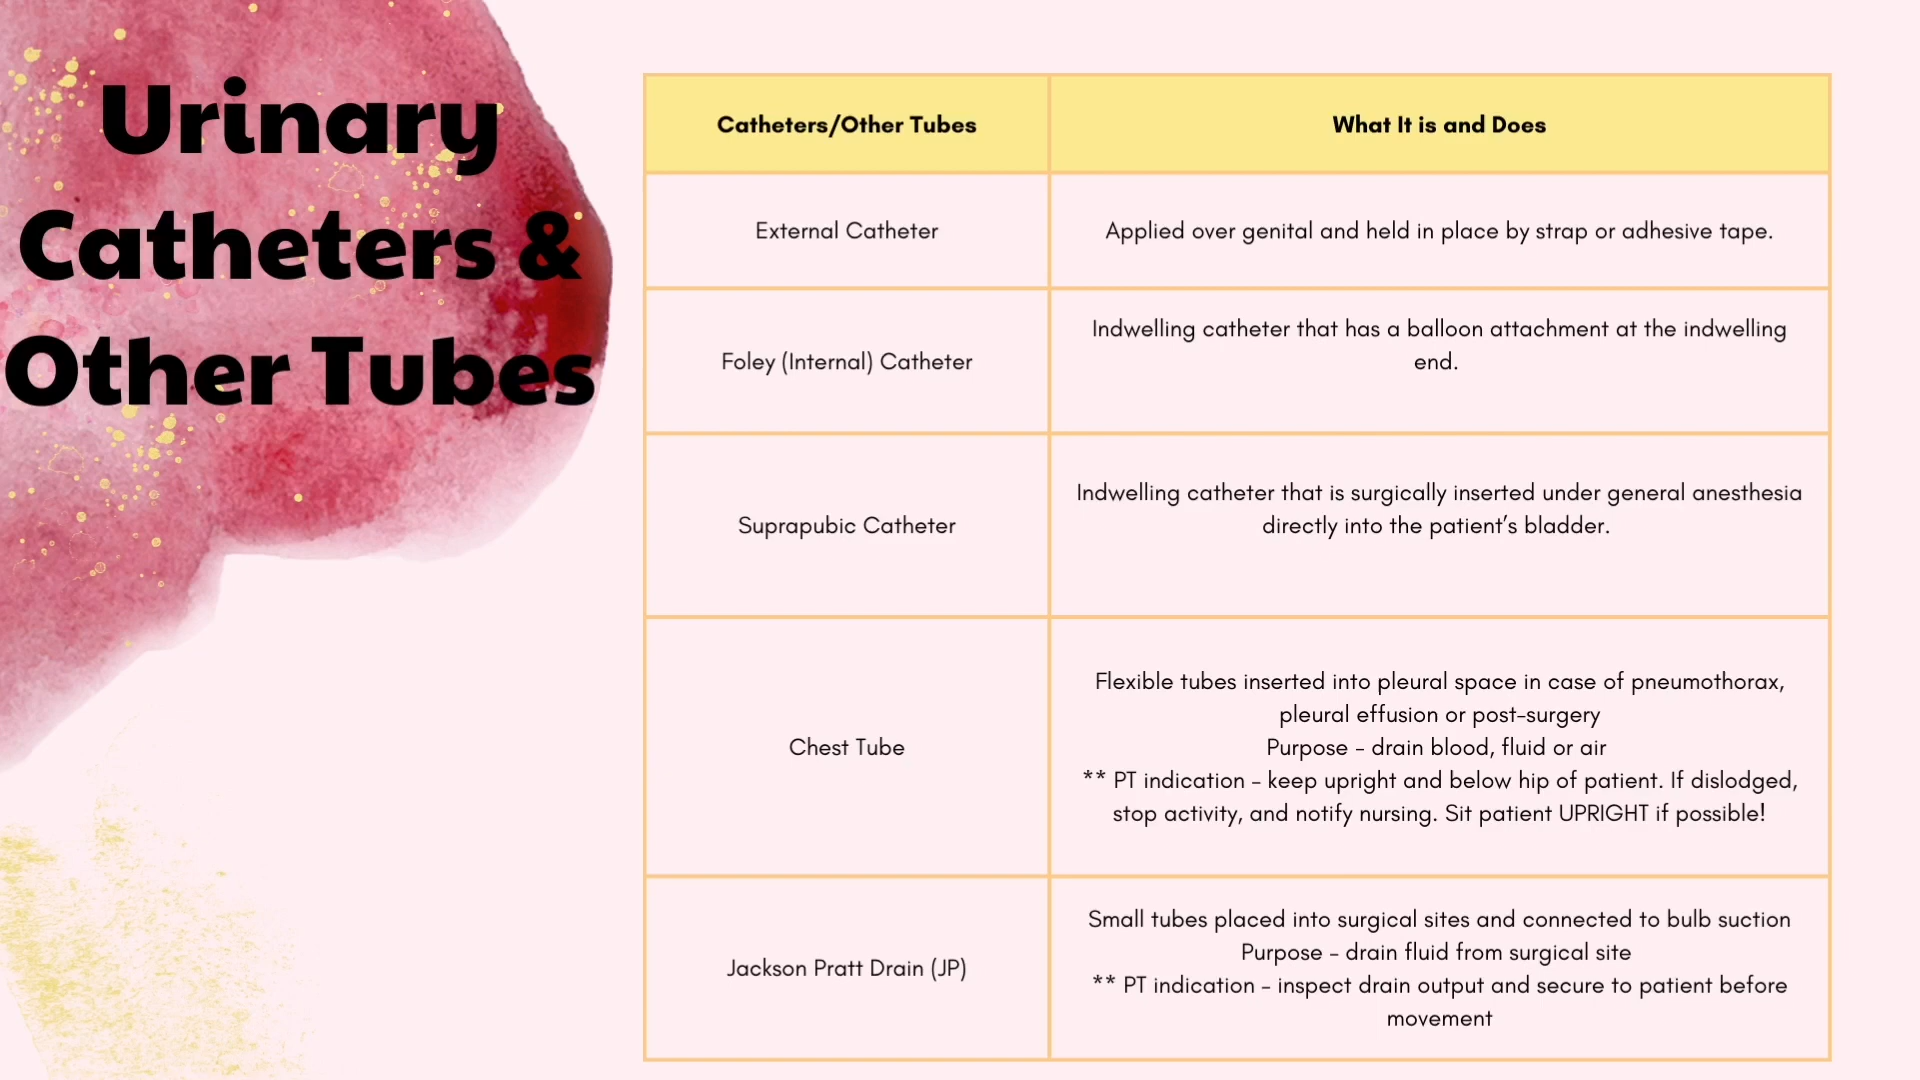 Urinary
Catheters &
Other Tubes
Catheters/Other Tubes
What It is and Does
External Catheter
Applied over genital and held in place by strap or adhesive tape.
Foley (Internal) Catheter
Indwelling catheter that has a balloon attachment at the indwelling
end.
Suprapubic Catheter
Indwelling catheter that is surgically inserted under general anesthesia
directly into the patient’s bladder.
Chest Tube
Flexible tubes inserted into pleural space in case of pneumothorax,
pleural effusion or post-surgery
Purpose - drain blood, fluid or air
** PT indication - keep upright and below hip of patient. If dislodged,
stop activity, and notify nursing. Sit patient UPRIGHT if possible!
Jackson Pratt Drain (JP)
Small tubes placed into surgical sites and connected to bulb suction
Purpose - drain fluid from surgical site
** PT indication - inspect drain output and secure to patient before
movement